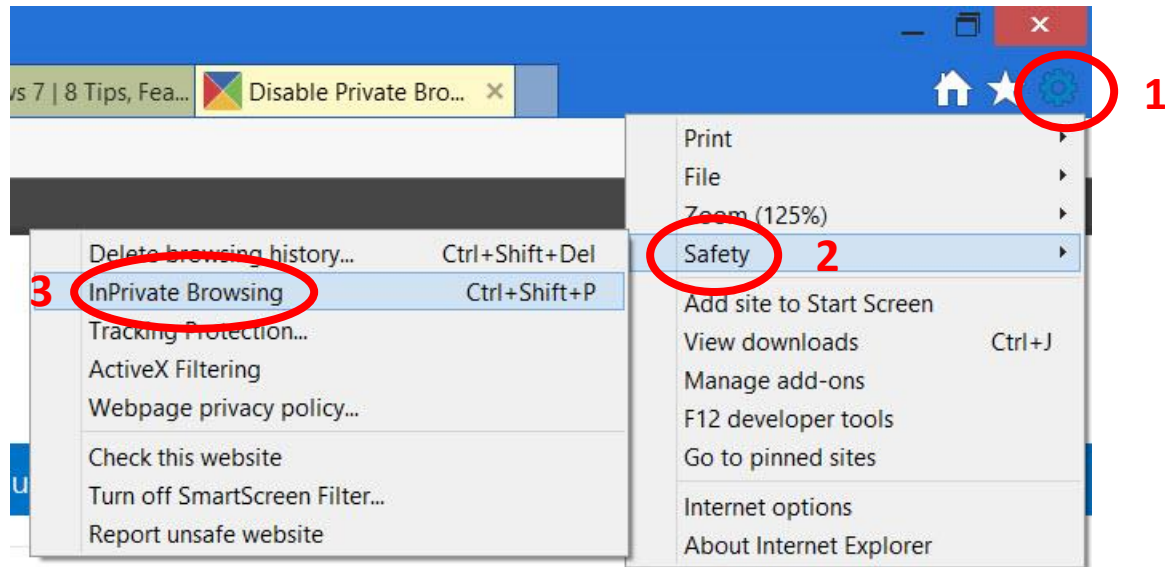 vs 7 | 8 Tips, Fea... Disable Private Bro... ×
1
Print
File
Zoom (125%)
Safety 2
Add site to Start Screen
View downloads Ctrl+J
Manage add-ons
F12 developer tools
Go to pinned sites
Internet options
About Internet Explorer
Delete browsing history... Ctrl+Shift+Del
3 InPrivate Browsing Ctrl+Shift+P
Tracking Protection...
ActiveX Filtering
Webpage privacy policy...
Check this website
Turn off SmartScreen Filter...
Report unsafe website
u